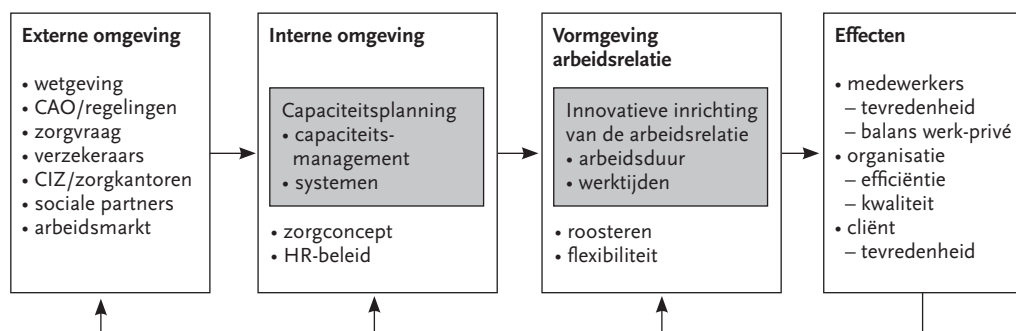 Externe omgeving
• wetgeving
• CAO/regelingen
• zorgvraag
• verzekeraars
• CIZ/zorgkantoren
• sociale partners
• arbeidsmarkt
Interne omgeving
Capaciteitsplanning
• capaciteits-
management
• systemen
• zorgconcept
• HR-beleid
Vormgeving
arbeidsrelatie
Innovatieve inrichting
van de arbeidsrelatie
• arbeidsduur
• werktijden
• roosteren
• flexibiliteit
Effecten
• medewerkers
– tevredenheid
– balans werk-privé
• organisatie
– efficiëntie
– kwaliteit
• cliënt
– tevredenheid